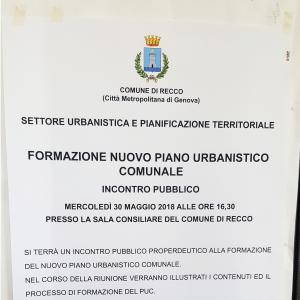 COMUNE DI RECCO
(Città Metropolitana di Genova)
SETTORE URBANISTICA E PIANIFICAZIONE TERRITORIALE
FORMAZIONE NUOVO PIANO URBANISTICO
COMUNALE
INCONTRO PUBBLICO
MERCOLEDÌ 30 MAGGIO 2018 ALLE ORE 16,30
PRESSO LA SALA CONSILIARE DEL COMUNE DI RECCO
SI TERRÀ UN INCONTRO PUBBLICO PROPERDEUTICO ALLA FORMAZIONE
DEL NUOVO PIANO URBANISTICO COMUNALE.
NEL CORSO DELLA RIUNIONE VERRANNO ILLUSTRATI I CONTENUTI ED IL
PROCESSO DI FORMAZIONE DEL PUC.